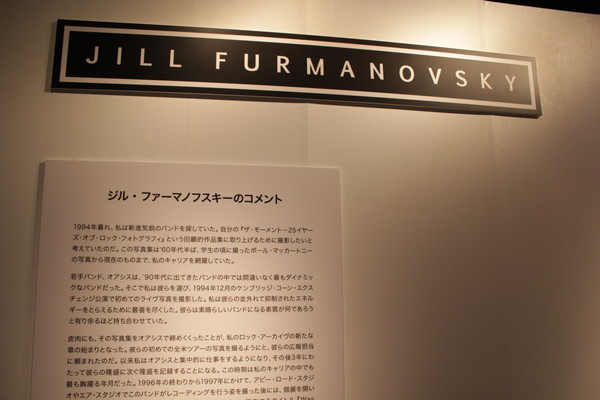 JILL FURMANOVSKY
ジル・ファーマノフスキーのコメント
1994年暮れ、私は新進気鋭のバンドを探していた。自分の『ザ・モーメント―25イヤー
ズ・オブ・ロック・フォトグラフィ』という回顧的作品集に取り上げるために撮影したいと
考えていたのだ。この写真集は'60年代半ば、学生の頃に撮ったポール・マッカートニー
の写真から現在のものまで、私のキャリアを網羅していた。
若手バンド、オアシスは、'90年代に出てきたバンドの中では間違いなく最もダイナミッ
クなバンドだった。そこで私は彼らを選び、1994年12月のケンブリッジ・コーン・エクス
チェンジ公演で初めてのライヴ写真を撮影した。私は彼らの並外れて抑制されたエネル
ギーをとらえるために最善を尽くした。彼らは素晴らしいバンドになる素質が何であろう
と有り余るほど持ち合わせていた。
皮肉にも、その写真集をオアシスで締めくくったことが、私のロック・アーカイヴの新たな
章の始まりとなった。彼らの初めての全米ツアーの写真を撮るようにと、彼らの広報担当
に頼まれたのだ。以来私はオアシスと集中的に仕事をするようになり、その後3年にわ
たって彼らの隆盛に次ぐ隆盛を記録することになる。この時期は私のキャリアの中でも
最も胸躍る年月だった。1996年の終わりから1997年にかけて、アビー・ロード・スタジ
オやエア・スタジオでこのバンドがレコーディングを行う姿を撮った後には、個展を開い